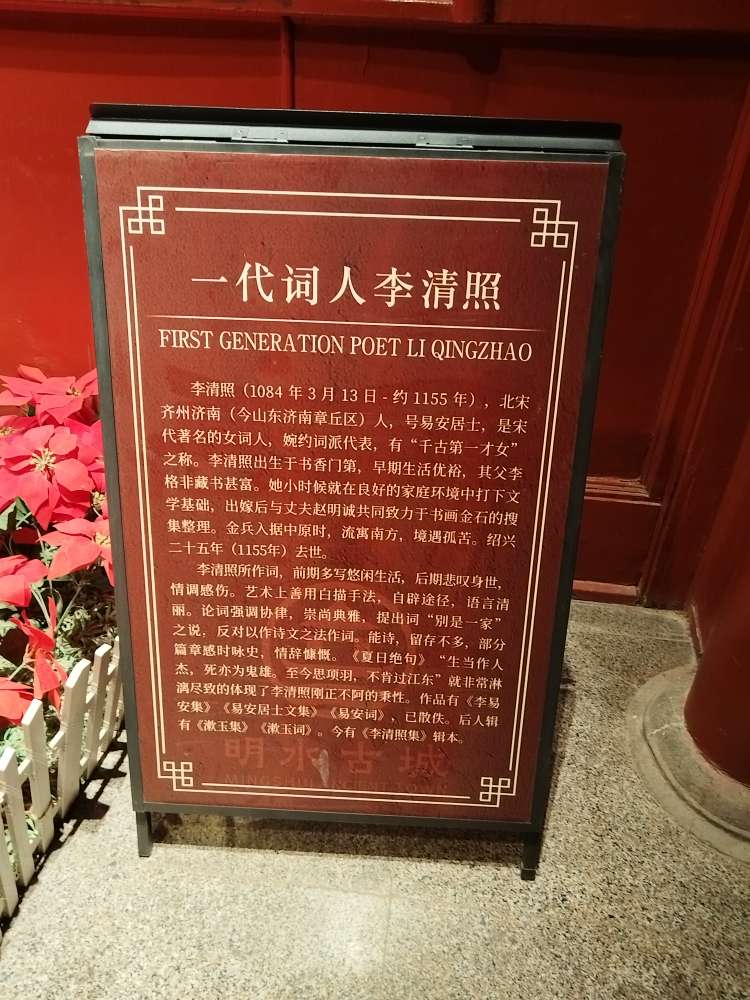 一代词人李清照
FIRST GENERATION POET LI QINGZHAO
李清照（1084 年 3 月 13 日 - 约 1155 年），北宋
齐州济南（今山东济南章丘区）人，号易安居士，是宋
代著名的女词人，婉约词派代表，有“千古第一才女”
之称。李清照出生于书香门第，早期生活优裕，其父李
格非藏书甚富。她小时候就在良好的家庭环境中打下文
学基础，出嫁后与丈夫赵明诚共同致力于书画金石的搜
集整理。金兵入据中原时，流寓南方，境遇孤苦。绍兴
二十五年（1155年）去世。
李清照所作词，前期多写悠闲生活，后期悲叹身世，
情调感伤。艺术上善用白描手法，自辟途径，语言清
丽。论词强调协律，崇尚典雅，提出词“别是一家”
之说，反对以作诗文之法作词。能诗，留存不多，部分
篇章感时咏史，情辞慷慨。《夏日绝句》“生当作人
杰，死亦为鬼雄。至今思项羽，不肯过江东”就非常淋
漓尽致的体现了李清照刚正不阿的秉性。作品有《李易
安集》《易安居士文集》《易安词》，已散佚。后人辑
有《漱玉集》《漱玉词》。今有《李清照集》辑本。
明水古城